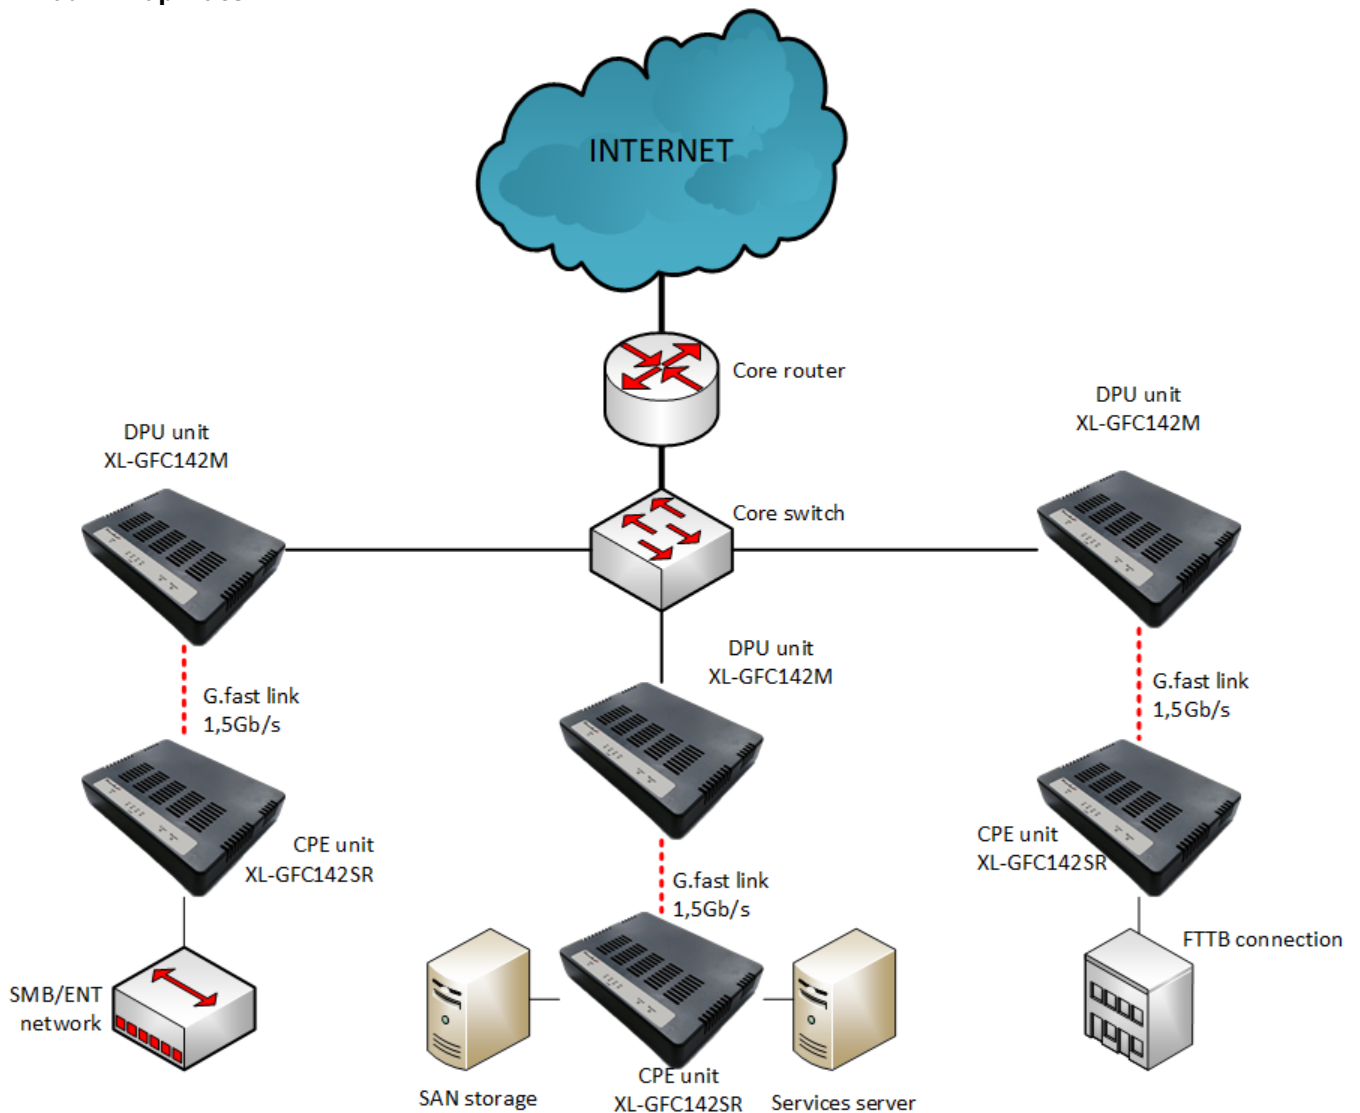 INTERNET
Core router
DPU unit
XL-GFC142M
DPU unit
XL-GFC142M
Core switch
DPU unit
XL-GFC142M
G.fast link
1,5Gb/s
G.fast link
1,5Gb/s
CPE unit
XL-GFC142SR
CPE unit
XL-GFC142SR
G.fast link
1,5Gb/s
FTTB connection
SMB/ENT
network
CPE unit
XL-GFC142SR
SAN storage
Services server